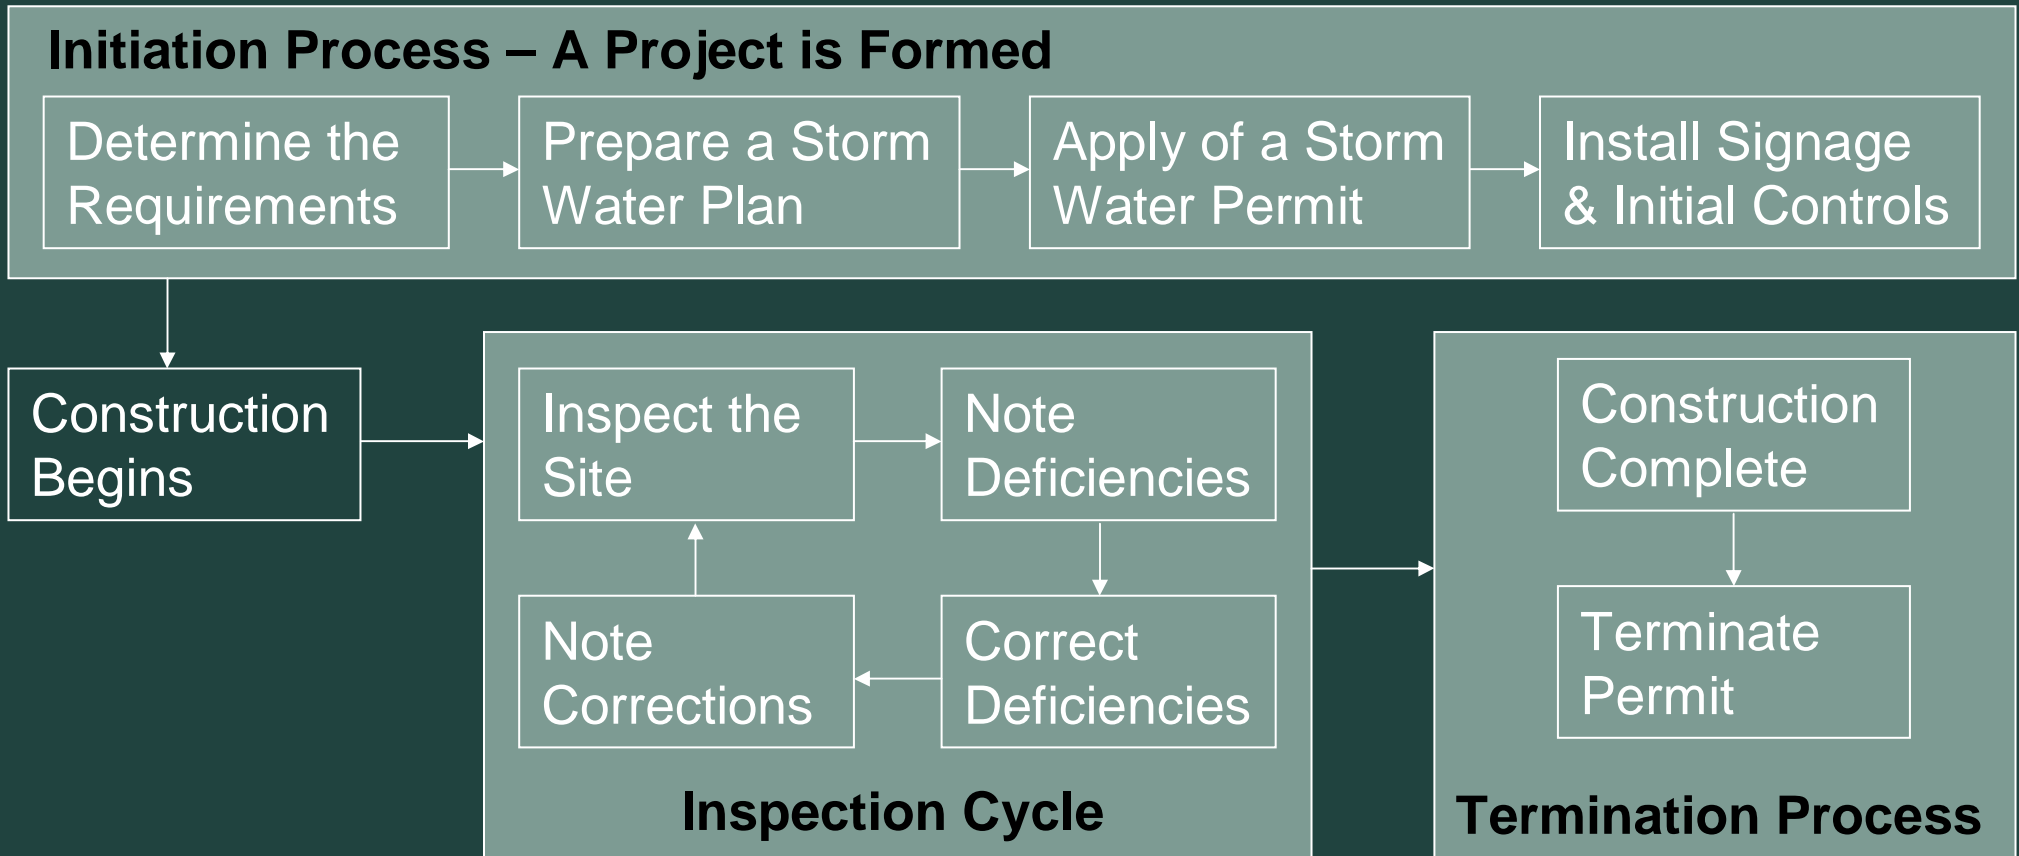 Initiation Process – A Project is Formed
Determine the
Requirements
Prepare a Storm
Water Plan
Apply of a Storm
Water Permit
Install Signage
& Initial Controls
Construction
Begins
Inspect the
Site
Note
Deficiencies
Correct
Deficiencies
Note
Corrections
Inspection Cycle
Construction
Complete
Terminate
Permit
Termination Process